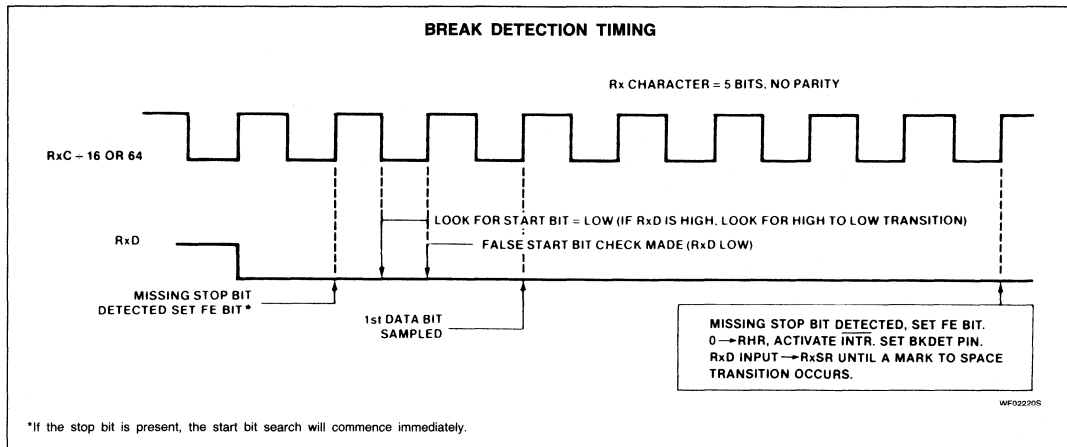 BREAK DETECTION TIMING
Rx CHARACTER = 5 BITS, NO PARITY
RxC ÷ 16 OR 64
LOOK FOR START BIT = LOW (IF RxD IS HIGH, LOOK FOR HIGH TO LOW TRANSITION)
RxD
FALSE START BIT CHECK MADE (RxD LOW)
MISSING STOP BIT
DETECTED SET FE BIT*
1st DATA BIT
SAMPLED
MISSING STOP BIT DETECTED, SET FE BIT.
0→RHR, ACTIVATE INTR. SET BKDET PIN.
RxD INPUT→RxSR UNTIL A MARK TO SPACE
TRANSITION OCCURS.
WF02220S
*If the stop bit is present, the start bit search will commence immediately.